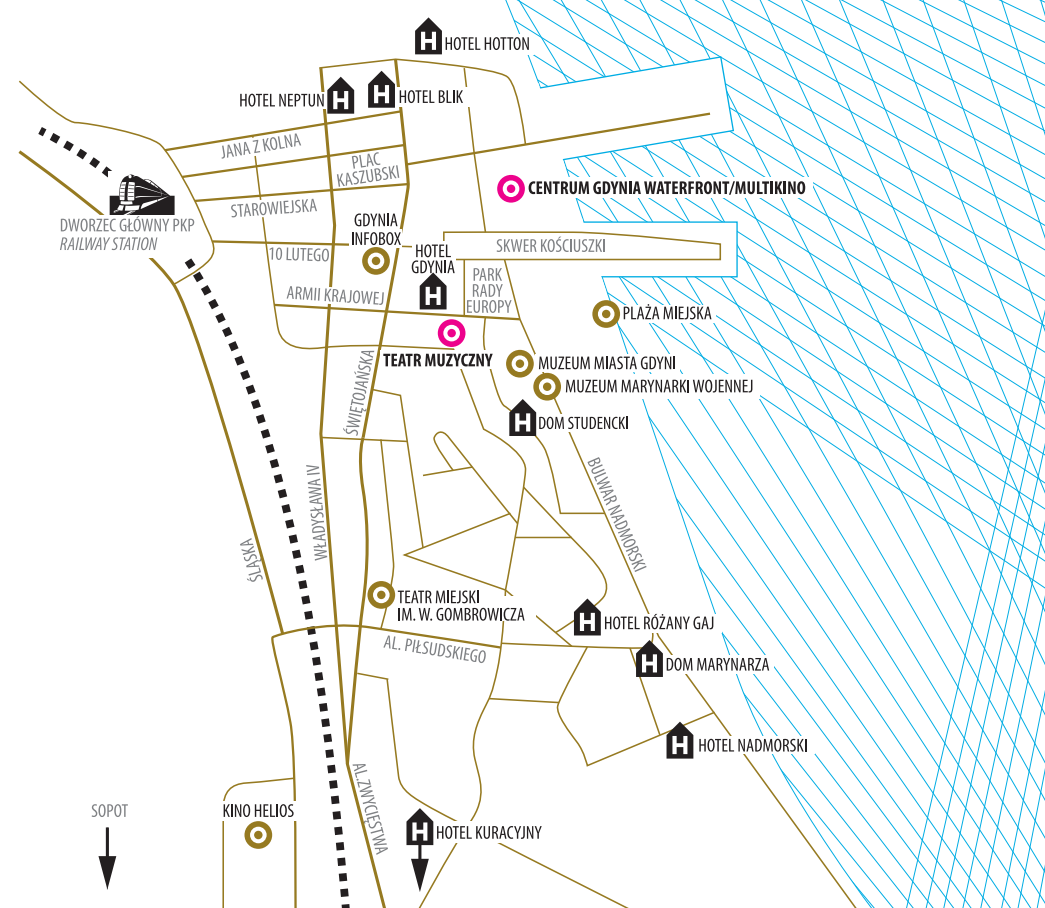 HOTEL HOTTON
HOTEL NEPTUN
H
H
H
HOTEL BLIK
JANA Z KOLNA
PLAC
KASZUBSKI
CENTRUM GDYNIA WATERFRONT/MULTIKINO
STAROWIEJSKA
DWORZEC GŁÓWNY PKP
RAILWAY STATION
GDYNIA
INFOBOX
10 LUTEGO
HOTEL
GDYNIA
H
SKWER KOŚCIUSZKI
PARK
RADY
EUROPY
ARMII KRAJOWEJ
PLAŻA MIEJSKA
TEATR MUZYCZNY
MUZEUM MIASTA GDYNI
MUZEUM MARYNARKI WOJENNEJ
ŚWIĘTOJAŃSKA
H
DOM STUDENCKI
BULWAR NADMORSKI
WŁADYSŁAWA IV
ŚLĄSKA
TEATR MIEJSKI
IM. W. GOMBROWICZA
H
HOTEL RÓŻANY GAJ
AL. PIŁSUDSKIEGO
H
DOM MARYNARZA
H
HOTEL NADMORSKI
AL.ZWYCIĘSTWA
SOPOT
KINO HELIOS
H
HOTEL KURACYJNY